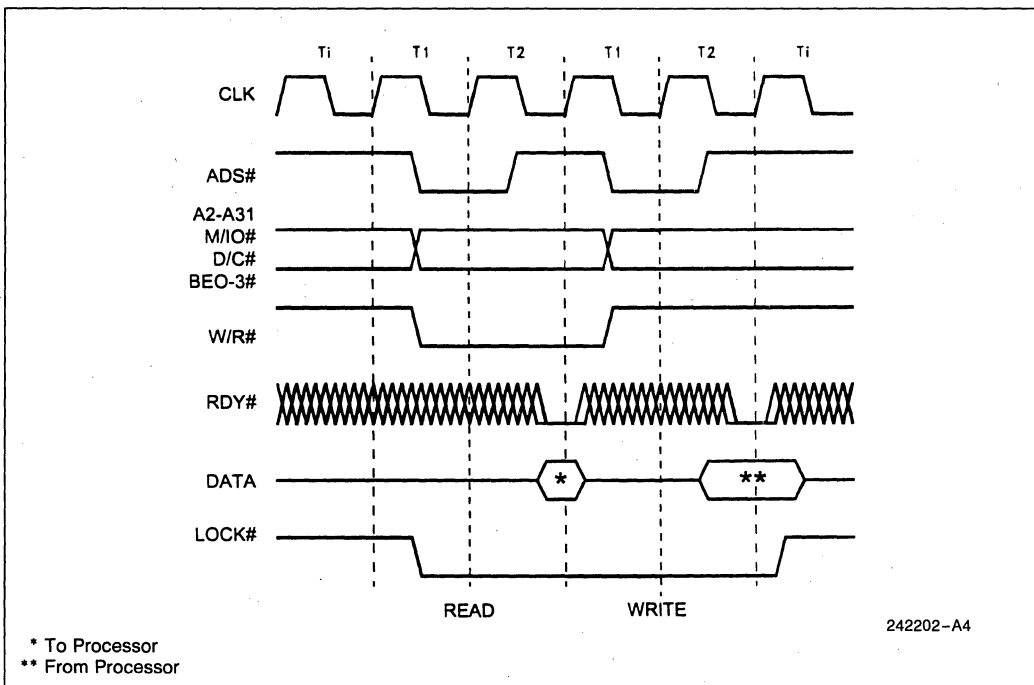 Ti T1 T2 T1 T2 Ti
CLK
ADS#
A2-A31
M/IO#
D/C#
BEO-3#
W/R#
RDY#
DATA * **
LOCK#
READ WRITE
242202-A4
* To Processor
** From Processor